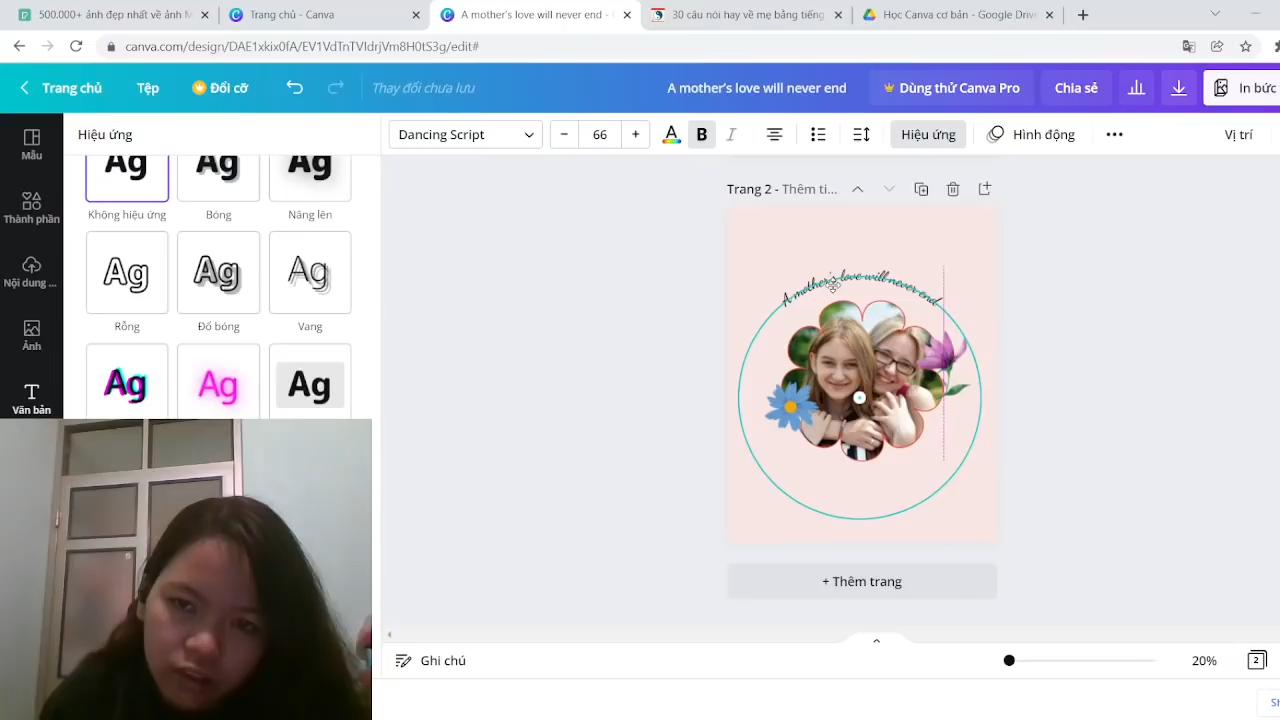 500.000+ ảnh đẹp nhất về ảnh M
Trang chủ - Canva
A mother's love will never end -
30 câu nói hay về mẹ bằng tiếng
Học Canva cơ bản - Google Driv
canva.com/design/DAE1xkix0fA/EV1VdTnTVIdrjVm8H0tS3g/edit#
Trang chủ
Tệp
Đổi cỡ
Thay đổi chưa lưu
A mother's love will never end
Dùng thử Canva Pro
Chia sẻ
In bức
Hiệu ứng
Dancing Script
66
A
B
I
Hiệu ứng
Hình động
Vị trí
Mẫu
Thành phần
Nội dung ...
Ảnh
Văn bản
Ag Ag Ag
Không hiệu ứng
Bóng
Nâng lên
Ag Ag Ag
Rỗng
Đổ bóng
Vang
Ag Ag Ag
Trang 2 - Thêm ti...
A mother's love will never end
+ Thêm trang
Ghi chú
20%
2